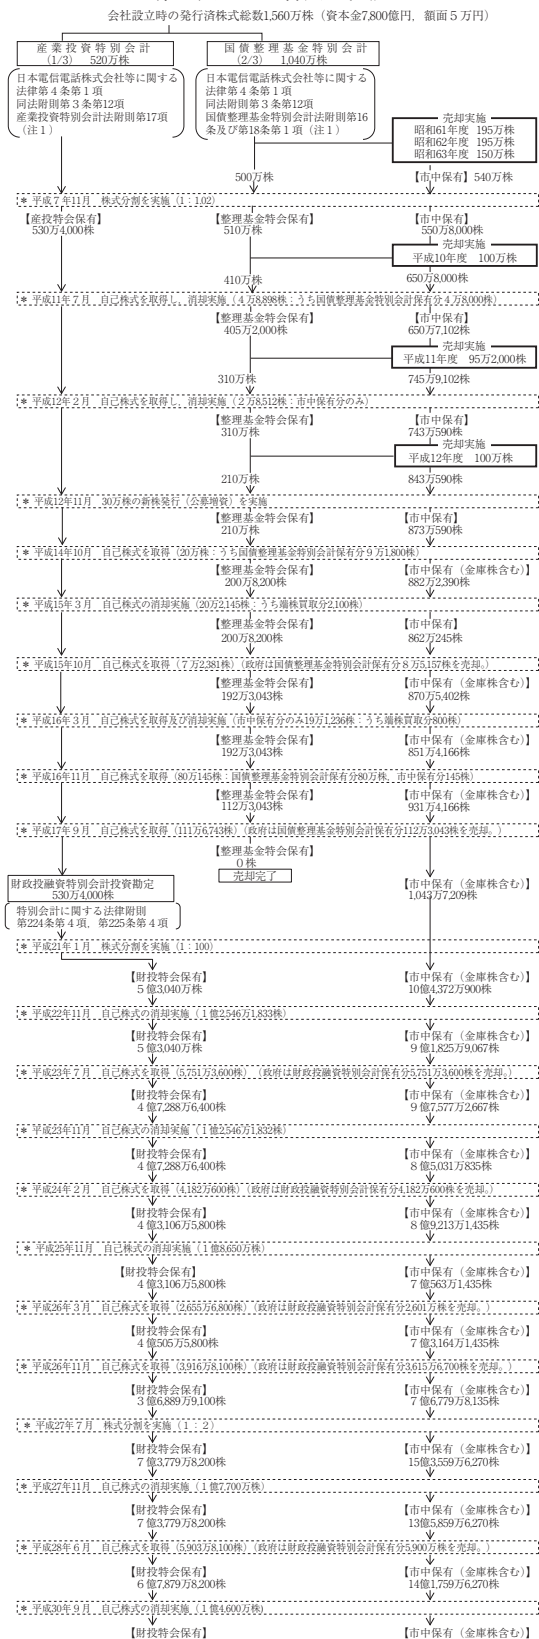 会社設立時の発行済株式総数1,560万株（資本金7,800億円，額面５万円）
産業投資特別会計
(1/3) 520万株
国債整理基金特別会計
(2/3) 1,040万株
日本電信電話株式会社等に関する
法律第４条第１項
同法附則第３条第12項
産業投資特別会計法附則第17項
（注１）
日本電信電話株式会社等に関する
法律第４条第１項
同法附則第３条第12項
国債整理基金特別会計法附則第16
条及び第18条第１項（注１）
売却実施
昭和61年度 195万株
昭和62年度 195万株
昭和63年度 150万株
500万株
【市中保有】540万株
＊ 平成７年11月　株式分割を実施（1：1.02）
【産投特会保有】
530万4,000株
【整理基金特会保有】
510万株
【市中保有】
550万8,000株
売却実施
平成10年度　100万株
410万株
650万8,000株
＊ 平成11年７月　自己株式を取得し，消却実施（４万8,898株：うち国債整理基金特別会計保有分４万8,000株）
【整理基金特会保有】
405万2,000株
【市中保有】
650万7,102株
売却実施
平成11年度　95万2,000株
310万株
745万9,102株
＊ 平成12年２月　自己株式を取得し，消却実施（２万8,512株：市中保有分のみ）
【整理基金特会保有】
310万株
【市中保有】
743万590株
売却実施
平成12年度　100万株
210万株
843万590株
＊ 平成12年11月　30万株の新株発行（公募増資）を実施
【整理基金特会保有】
210万株
【市中保有】
873万590株
＊ 平成14年10月　自己株式を取得（20万株：うち国債整理基金特別会計保有分９万1,800株）
【整理基金特会保有】
200万8,200株
【市中保有（金庫株含む）】
882万2,390株
＊ 平成15年３月　自己株式の消却実施（20万2,145株：うち端株買取分2,100株）
【整理基金特会保有】
200万8,200株
【市中保有】
862万245株
＊ 平成15年10月　自己株式を取得（７万2,381株）（政府は国債整理基金特別会計保有分８万5,157株を売却。）
【整理基金特会保有】
192万3,043株
【市中保有（金庫株含む）】
870万5,402株
＊ 平成16年３月　自己株式を取得及び消却実施（市中保有分のみ19万1,236株：うち端株買取分800株）
【整理基金特会保有】
192万3,043株
【市中保有（金庫株含む）】
851万4,166株
＊ 平成16年11月　自己株式を取得（80万145株：国債整理基金特別会計保有分80万株，市中保有分145株）
【整理基金特会保有】
112万3,043株
【市中保有（金庫株含む）】
931万4,166株
＊ 平成17年９月　自己株式を取得（111万6,743株）（政府は国債整理基金特別会計保有分112万3,043株を売却。）
【整理基金特会保有】
０株
売却完了
財政投融資特別会計投資勘定
530万4,000株
【市中保有（金庫株含む）】
1,043万7,209株
特別会計に関する法律附則
第224条第４項，第225条第４項
＊ 平成21年１月　株式分割を実施（1：100）
【財投特会保有】
５億3,040万株
【市中保有（金庫株含む）】
10億4,372万900株
＊ 平成22年11月　自己株式の消却実施（１億2,546万1,833株）
【財投特会保有】
５億3,040万株
【市中保有（金庫株含む）】
９億1,825万9,067株
＊ 平成23年７月　自己株式を取得（5,751万3,600株）（政府は財政投融資特別会計保有分5,751万3,600株を売却。）
【財投特会保有】
４億7,288万6,400株
【市中保有（金庫株含む）】
９億7,577万2,667株
＊ 平成23年11月　自己株式の消却実施（１億2,546万1,832株）
【財投特会保有】
４億7,288万6,400株
【市中保有（金庫株含む）】
８億5,031万835株
＊ 平成24年２月　自己株式を取得（4,182万600株）（政府は財政投融資特別会計保有分4,182万600株を売却。）
【財投特会保有】
４億3,106万5,800株
【市中保有（金庫株含む）】
８億9,213万1,435株
＊ 平成25年11月　自己株式の消却実施（１億8,650万株）
【財投特会保有】
４億3,106万5,800株
【市中保有（金庫株含む）】
７億563万1,435株
＊ 平成26年３月　自己株式を取得（2,655万6,800株）（政府は財政投融資特別会計保有分2,601万株を売却。）
【財投特会保有】
４億505万5,800株
【市中保有（金庫株含む）】
７億3,164万1,435株
＊ 平成26年11月　自己株式を取得（3,916万8,100株）（政府は財政投融資特別会計保有分3,615万6,700株を売却。）
【財投特会保有】
３億6,889万9,100株
【市中保有（金庫株含む）】
７億6,779万8,135株
＊ 平成27年７月　株式分割を実施（１：２）
【財投特会保有】
７億3,779万8,200株
【市中保有（金庫株含む）】
15億3,559万6,270株
＊ 平成27年11月　自己株式の消却実施（１億7,700万株）
【財投特会保有】
７億3,779万8,200株
【市中保有（金庫株含む）】
13億5,859万6,270株
＊ 平成28年６月　自己株式を取得（5,903万8,100株）（政府は財政投融資特別会計保有分5,900万株を売却。）
【財投特会保有】
６億7,879万8,200株
【市中保有（金庫株含む）】
14億1,759万6,270株
＊ 平成30年９月　自己株式の消却実施（１億4,600万株）
【財投特会保有】
【市中保有（金庫株含む）】